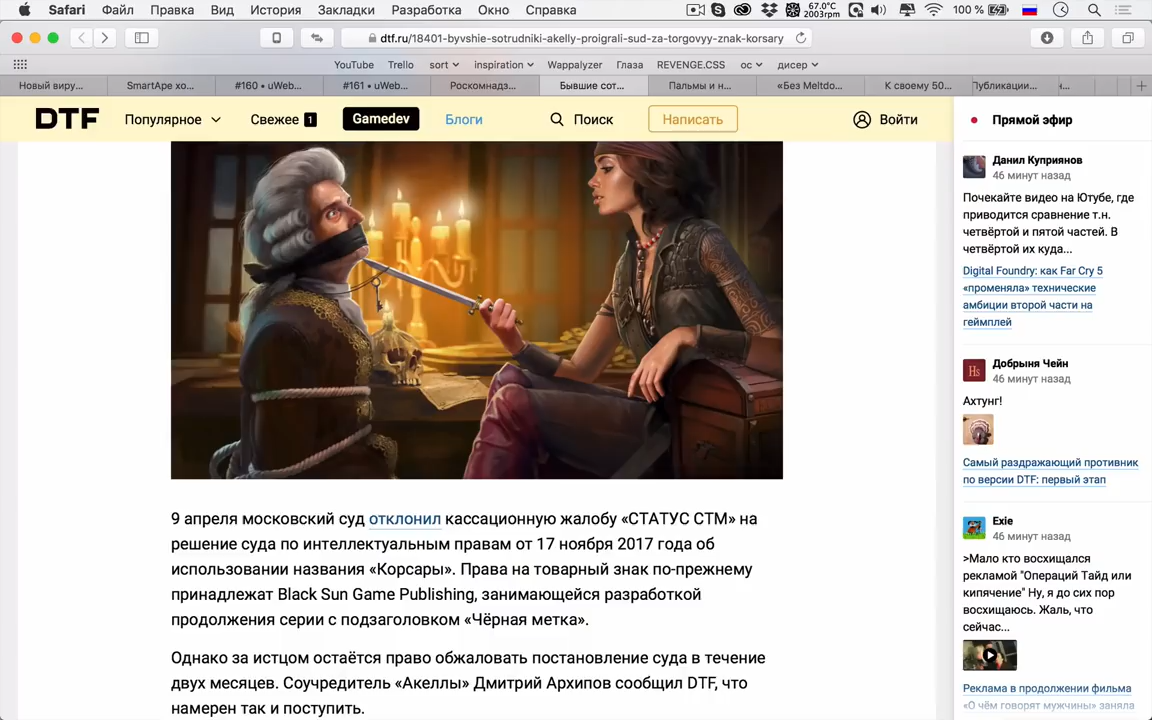 Safari Файл Правка Вид История Закладки Разработка Окно Справка 67.0°C 2003rpm 100 %
dtf.ru/18401-byvshie-sotrudniki-akelly-proigrali-sud-za-torgovyy-znak-korsary
YouTube Trello sort inspiration Wappalyzer Глаза REVENGE.CSS ос дисер
Новый виру... SmartApe хо... #160 • uWeb... #161 • uWeb... Роскомнадз... Бывшие сот... Пальмы и н... «Без Meltdo... К своему 50... Публикации...
DTF Популярное Свежее 1 Gamedev Блоги Поиск Написать Войти
Прямой эфир
9 апреля московский суд отклонил кассационную жалобу «СТАТУС СТМ» на
решение суда по интеллектуальным правам от 17 ноября 2017 года об
использовании названия «Корсары». Права на товарный знак по-прежнему
принадлежат Black Sun Game Publishing, занимающейся разработкой
продолжения серии с подзаголовком «Чёрная метка».
Однако за истцом остаётся право обжаловать постановление суда в течение
двух месяцев. Соучредитель «Акеллы» Дмитрий Архипов сообщил DTF, что
намерен так и поступить.
Данил Куприянов
46 минут назад
Почекайте видео на Ютубе, где
приводится сравнение т.н.
четвёртой и пятой частей. В
четвёртой их куда...
Digital Foundry: как Far Cry 5
«променяла» технические
амбиции второй части на
геймплей
Hs
Добрыня Чейн
46 минут назад
Ахтунг!
Самый раздражающий противник
по версии DTF: первый этап
Exie
46 минут назад
>Мало кто восхищался
рекламой "Операций Тайд или
кипячение" Ну, я до сих пор
восхищаюсь. Жаль, что
сейчас...
Реклама в продолжении фильма
«О чём говорят мужчины» заняла